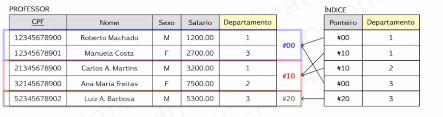 PROFESSOR
CPF Nome Sexo Salario Departamento
12345678900 Roberto Machado M 1200.00 1
12345678901 Manuela Costa F 2700.00 3
#00
21345678901 Carlos A. Martins M 3200.00 1
32145678900 Ana Maria Freitas F 7500.00 2
#10
52345678902 Luiz A. Barbosa M 5300.00 3
#20
ÍNDICE
Ponteiro Departamento
#00 1
#10 1
#10 2
#00 3
#20 3